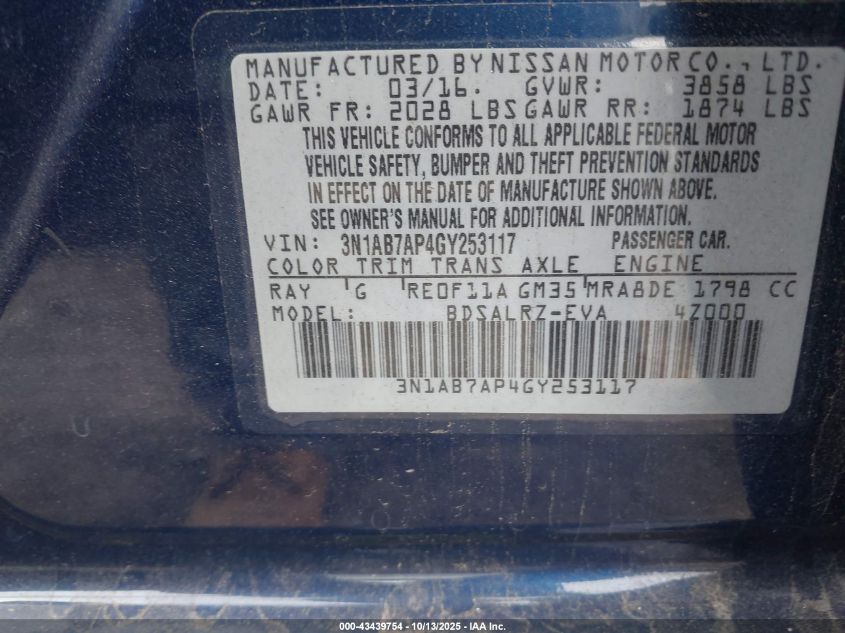 MANUFACTURED BY NISSAN MOTOR CO., LTD.
DATE: 03/16. GVWR: 3858 LBS
GAWR FR: 2028 LBS GAWR RR: 1874 LBS
THIS VEHICLE CONFORMS TO ALL APPLICABLE FEDERAL MOTOR
VEHICLE SAFETY, BUMPER AND THEFT PREVENTION STANDARDS
IN EFFECT ON THE DATE OF MANUFACTURE SHOWN ABOVE.
SEE OWNER'S MANUAL FOR ADDITIONAL INFORMATION.
VIN: 3N1AB7AP4GY253117 PASSENGER CAR.
COLOR TRIM TRANS AXLE ENGINE
RAY G RE0F11A GM35 MRA8DE 1798 CC
MODEL: BDSALRZ-EVA 4Z000
3N1AB7AP4GY253117
000-43439754 - 10/13/2025 - IAA, Inc.